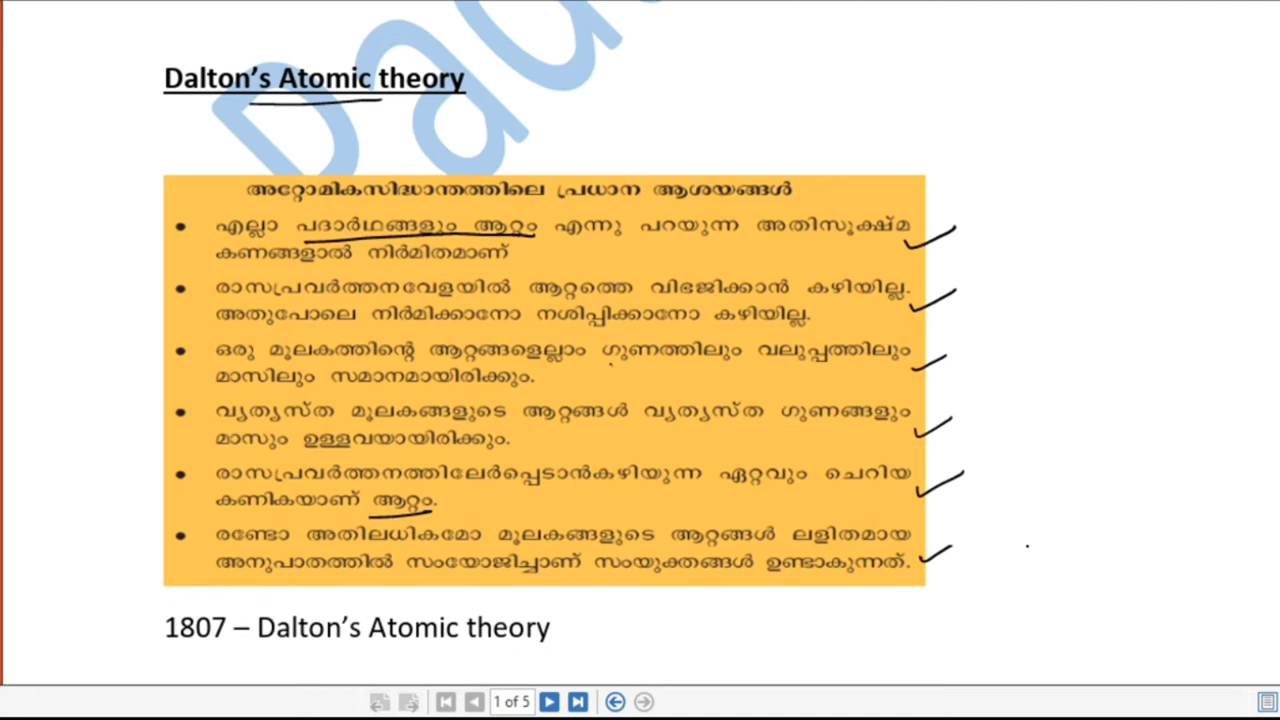 Dalton's Atomic theory
അറ്റോമികസിദ്ധാന്തത്തിലെ പ്രധാന ആശയങ്ങൾ
• എല്ലാ പദാർഥങ്ങളും ആറ്റം എന്നു പറയുന്ന അതിസൂക്ഷ്മ
കണങ്ങളാൽ നിർമിതമാണ്
• രാസപ്രവർത്തനവേളയിൽ ആറ്റത്തെ വിഭജിക്കാൻ കഴിയില്ല.
അതുപോലെ നിർമിക്കാനോ നശിപ്പിക്കാനോ കഴിയില്ല.
• ഒരു മൂലകത്തിന്റെ ആറ്റങ്ങളെല്ലാം ഗുണത്തിലും വലുപ്പത്തിലും
മാസിലും സമാനമായിരിക്കും.
• വ്യത്യസ്ത മൂലകങ്ങളുടെ ആറ്റങ്ങൾ വ്യത്യസ്ത ഗുണങ്ങളും
മാസും ഉള്ളവയായിരിക്കും.
• രാസപ്രവർത്തനത്തിലേർപ്പെടാൻകഴിയുന്ന ഏറ്റവും ചെറിയ
കണികയാണ് ആറ്റം.
• രണ്ടോ അതിലധികമോ മൂലകങ്ങളുടെ ആറ്റങ്ങൾ ലളിതമായ
അനുപാതത്തിൽ സംയോജിച്ചാണ് സംയുക്തങ്ങൾ ഉണ്ടാകുന്നത്.
1807 – Dalton's Atomic theory
1 of 5